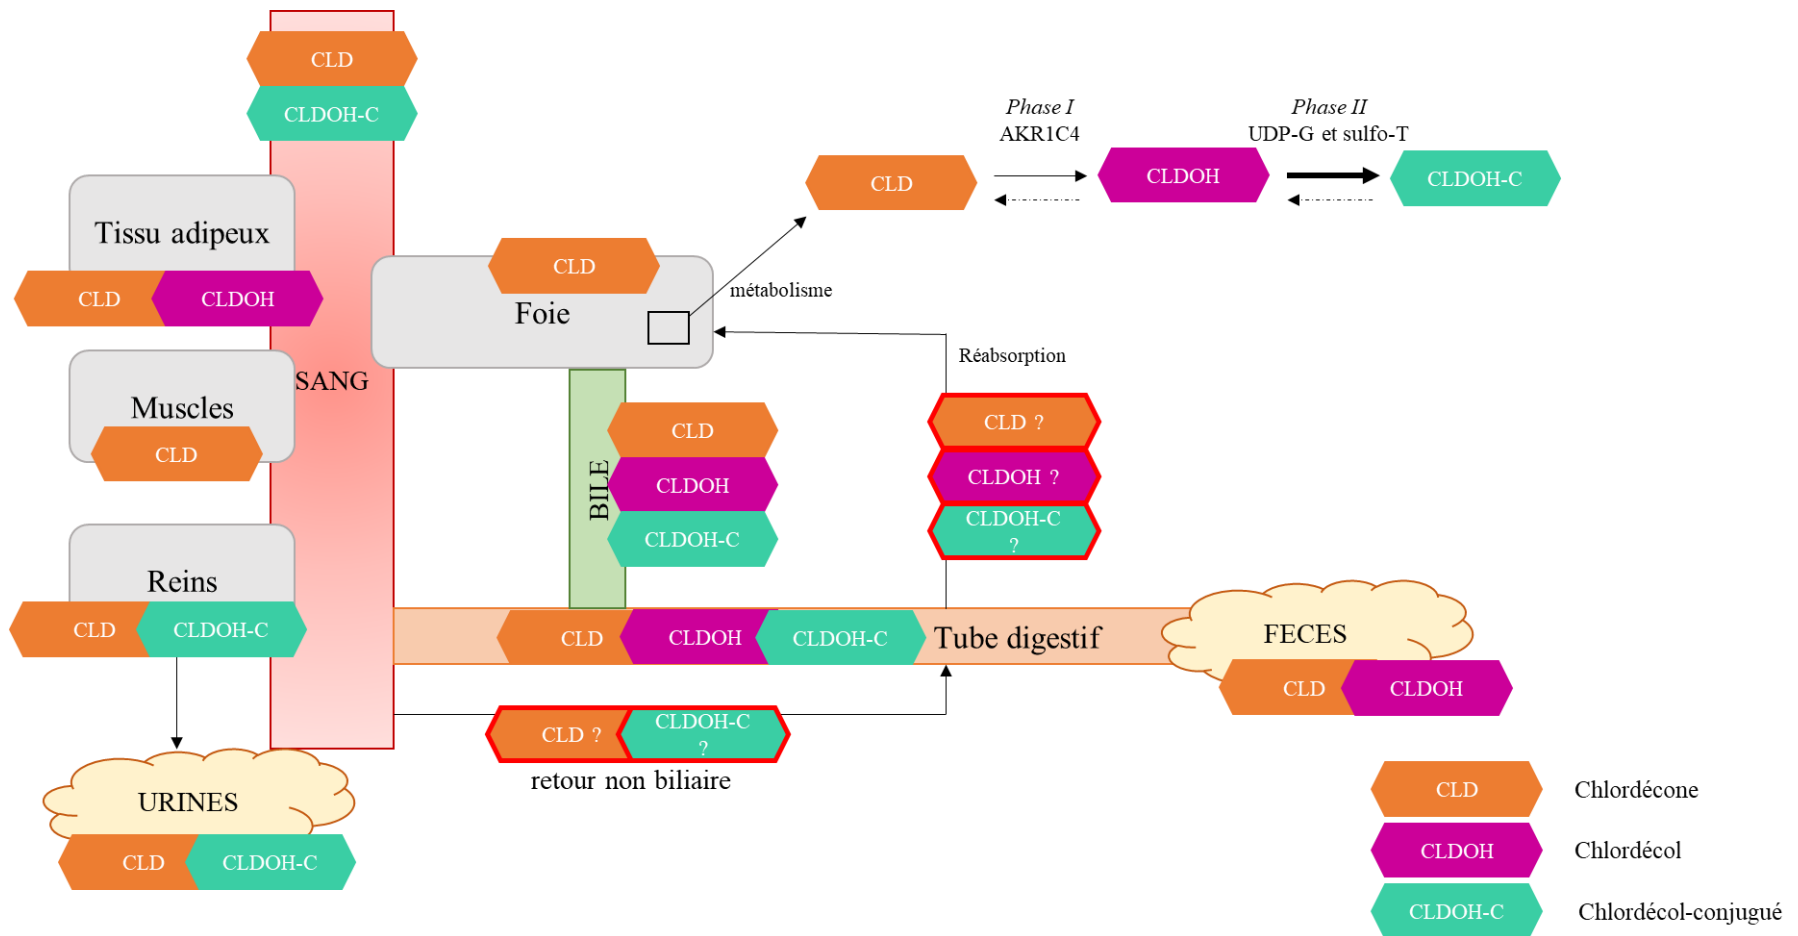 CLD
CLDOH-C
Phase I
AKR1C4
Phase II
UDP-G et sulfo-T
CLD
CLDOH
CLDOH-C
Tissu adipeux
CLD
CLDOH
CLD
Foie
métabolisme
Réabsorption
SANG
Muscles
CLD
BILE
CLD
CLDOH
CLDOH-C
CLD ?
CLDOH ?
CLDOH-C
?
Reins
CLD
CLDOH-C
CLD
CLDOH
CLDOH-C
Tube digestif
FECES
CLD
CLDOH
CLD ?
CLDOH-C
?
retour non biliaire
URINES
CLD
CLDOH-C
CLD
Chlordécone
CLDOH
Chlordécol
CLDOH-C
Chlordécol-conjugué